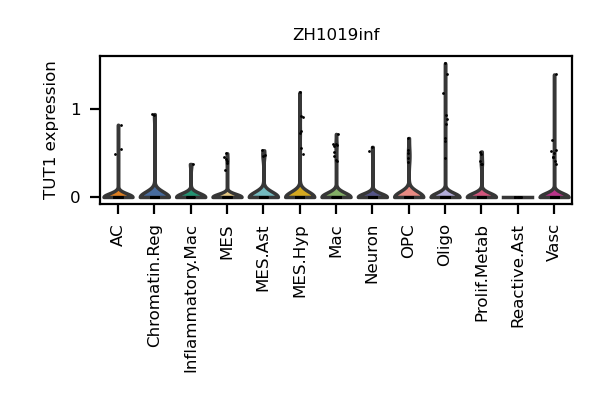 ZH1019inf
TUT1 expression
1
0
AC
Chromatin.Reg
Inflammatory.Mac
MES
MES.Ast
MES.Hyp
Mac
Neuron
OPC
Oligo
Prolif.Metab
Reactive.Ast
Vasc